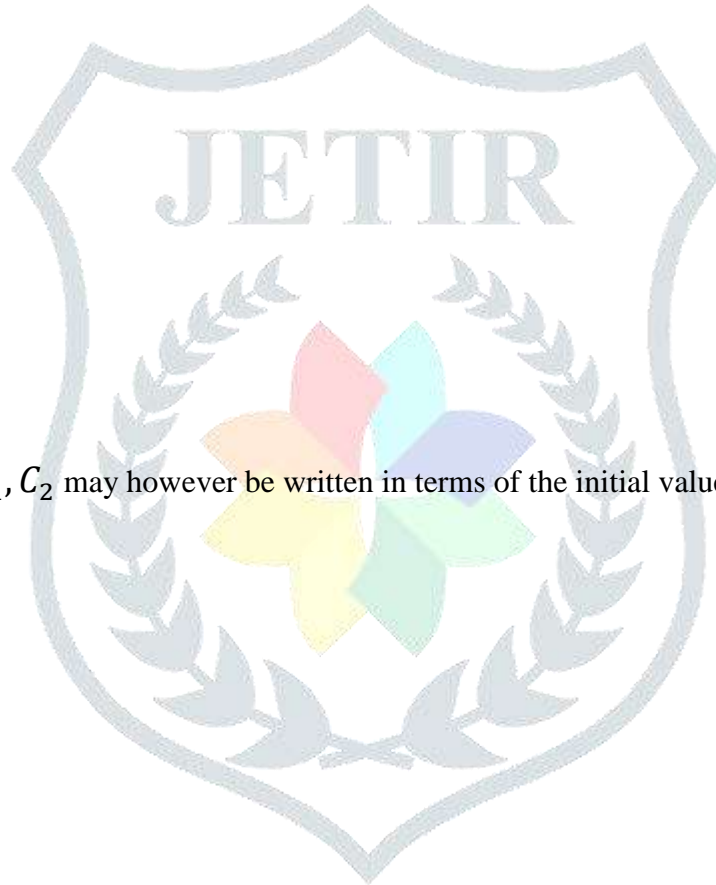 JETIR
, C₂ may however be written in terms of the initial value